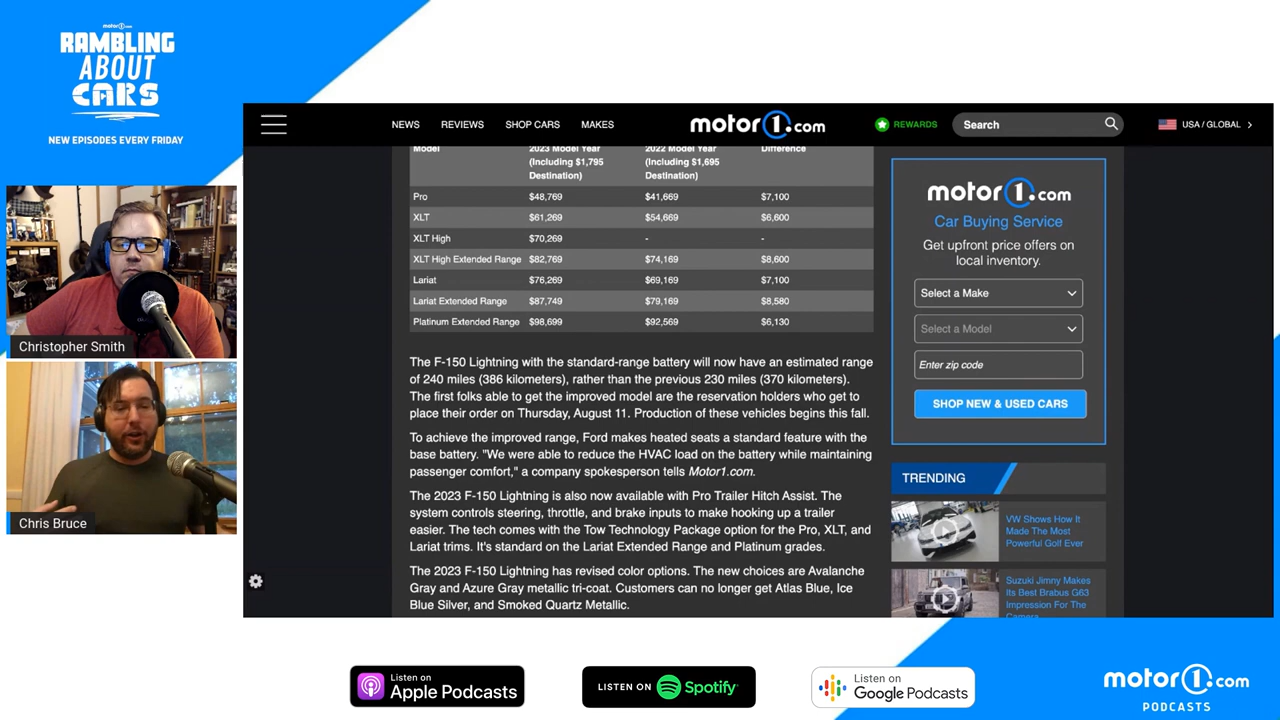 motor1.com
RAMBLING
ABOUT
CARS
NEW EPISODES EVERY FRIDAY
NEWS REVIEWS SHOP CARS MAKES motor1.com REWARDS Search USA / GLOBAL
Model 2023 Model Year 2022 Model Year Difference
(Including $1,795 (Including $1,695
Destination) Destination)
Pro $48,769 $41,669 $7,100
XLT $61,269 $54,669 $6,600
XLT High $70,269 - -
XLT High Extended Range $82,769 $74,169 $8,600
Lariat $76,269 $69,169 $7,100
Lariat Extended Range $87,749 $79,169 $8,580
Platinum Extended Range $98,699 $92,569 $6,130
The F-150 Lightning with the standard-range battery will now have an estimated range
of 240 miles (386 kilometers), rather than the previous 230 miles (370 kilometers).
The first folks able to get the improved model are the reservation holders who get to
place their order on Thursday, August 11. Production of these vehicles begins this fall.
To achieve the improved range, Ford makes heated seats a standard feature with the
base battery. "We were able to reduce the HVAC load on the battery while maintaining
passenger comfort," a company spokesperson tells Motor1.com.
The 2023 F-150 Lightning is also now available with Pro Trailer Hitch Assist. The
system controls steering, throttle, and brake inputs to make hooking up a trailer
easier. The tech comes with the Tow Technology Package option for the Pro, XLT, and
Lariat trims. It's standard on the Lariat Extended Range and Platinum grades.
The 2023 F-150 Lightning has revised color options. The new choices are Avalanche
Gray and Azure Gray metallic tri-coat. Customers can no longer get Atlas Blue, Ice
Blue Silver, and Smoked Quartz Metallic.
motor1.com
Car Buying Service
Get upfront price offers on
local inventory.
Select a Make
Select a Model
Enter zip code
SHOP NEW & USED CARS
TRENDING
VW Shows How It
Made The Most
Powerful Golf Ever
Suzuki Jimny Makes
Its Best Brabus G63
Impression For The
Camera
Christopher Smith
Chris Bruce
Listen on
Apple Podcasts
LISTEN ON Spotify
Listen on
Google Podcasts
motor1.com
PODCASTS